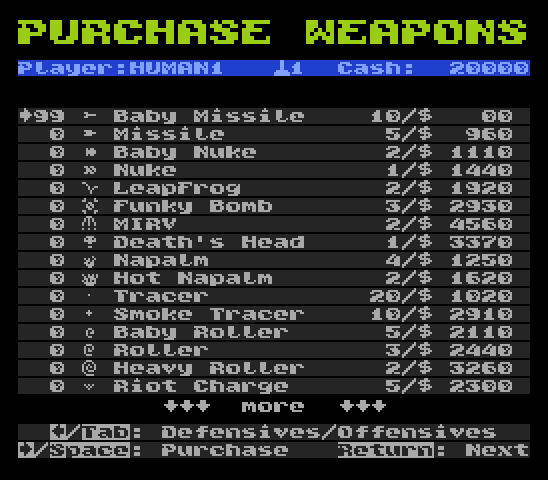 PURCHASE WEAPONS
Player:HUMAN1 1 Cash: 20000
→99 Baby Missile 10/$ 00
0 Missile 5/$ 960
0 Baby Nuke 2/$ 1110
0 Nuke 1/$ 1440
0 LeapFrog 2/$ 1920
0 Funky Bomb 3/$ 2930
0 MIRV 2/$ 4560
0 Death's Head 1/$ 3370
0 Napalm 4/$ 1250
0 Hot Napalm 2/$ 1620
0 Tracer 20/$ 1020
0 Smoke Tracer 10/$ 2910
0 Baby Roller 5/$ 2110
0 Roller 3/$ 2440
0 Heavy Roller 2/$ 3260
0 Riot Charge 5/$ 2300
↓↓↓ more ↓↓↓
←/Tab: Defensives/Offensives
→/Space: Purchase Return: Next